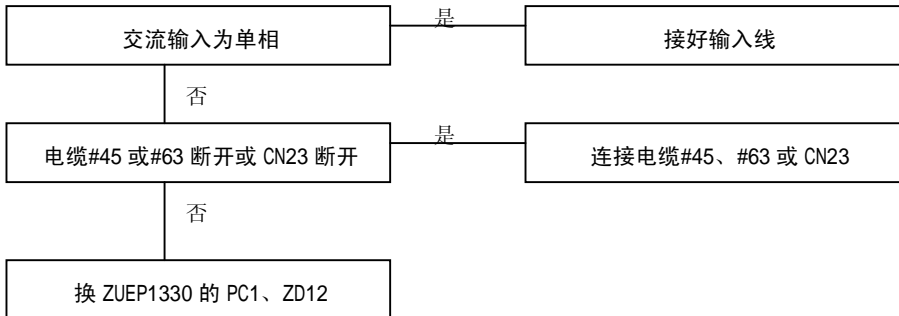 交流输入为单相
是
接好输入线
否
电缆#45 或#63 断开或 CN23 断开
是
连接电缆#45、#63 或 CN23
否
换 ZUEP1330 的 PC1、ZD12